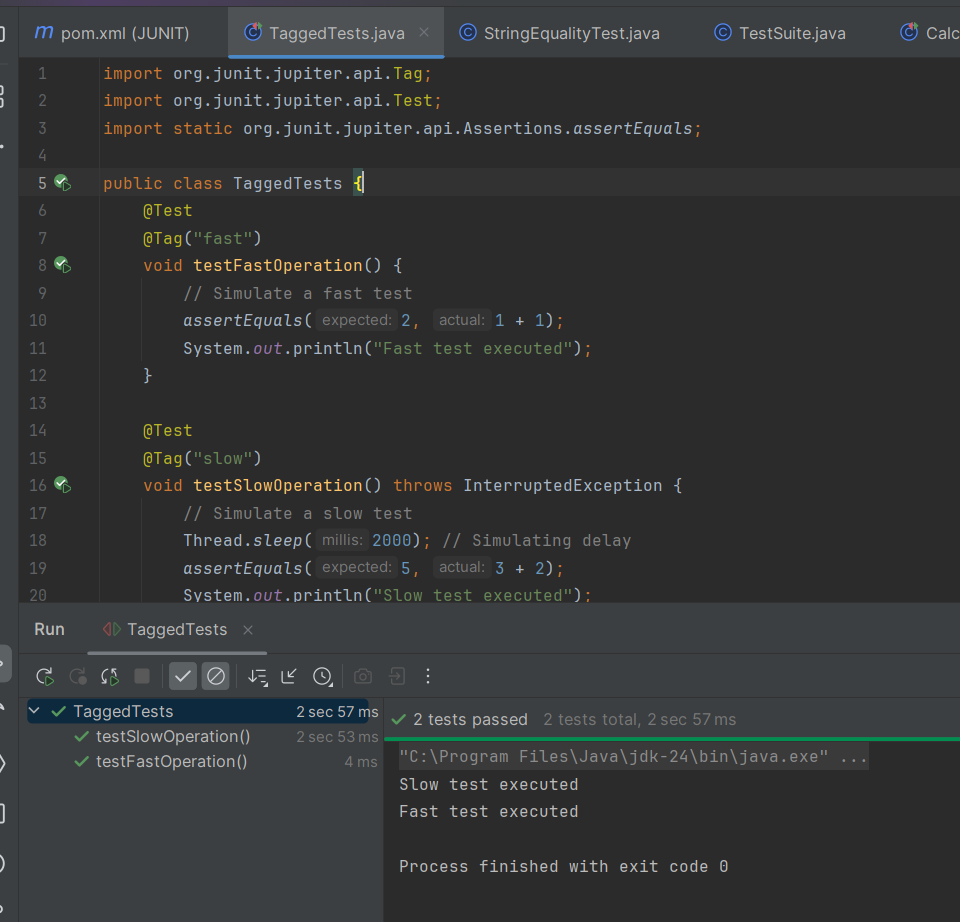 m pom.xml (JUNIT) TaggedTests.java StringEqualityTest.java TestSuite.java Calc
1 import org.junit.jupiter.api.Tag;
2 import org.junit.jupiter.api.Test;
3 import static org.junit.jupiter.api.Assertions.assertEquals;
4
5 public class TaggedTests {
6 @Test
7 @Tag("fast")
8 void testFastOperation() {
9 // Simulate a fast test
10 assertEquals( expected: 2, actual: 1 + 1);
11 System.out.println("Fast test executed");
12 }
13
14 @Test
15 @Tag("slow")
16 void testSlowOperation() throws InterruptedException {
17 // Simulate a slow test
18 Thread.sleep( millis: 2000); // Simulating delay
19 assertEquals( expected: 5, actual: 3 + 2);
20 System.out.println("Slow test executed");
Run TaggedTests
TaggedTests 2 sec 57 ms
testSlowOperation() 2 sec 53 ms
testFastOperation() 4 ms
2 tests passed 2 tests total, 2 sec 57 ms
"C:\Program Files\Java\jdk-24\bin\java.exe" ...
Slow test executed
Fast test executed
Process finished with exit code 0